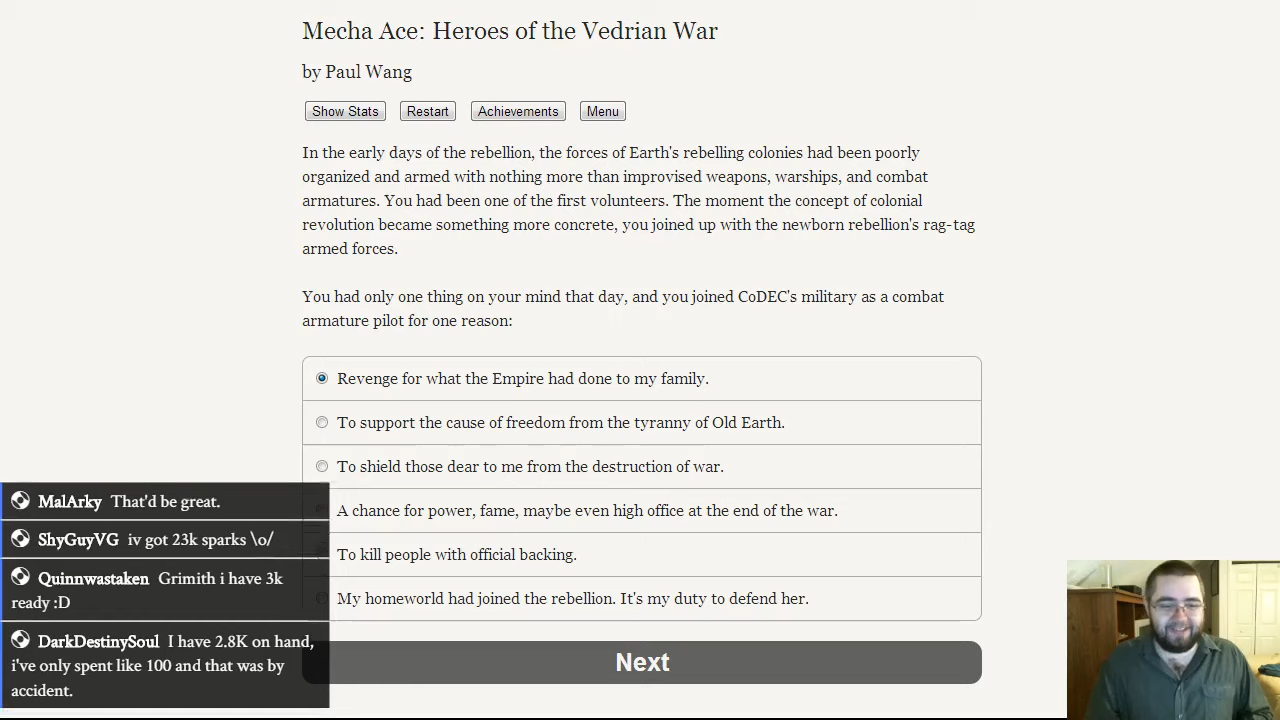 Mecha Ace: Heroes of the Vedrian War
by Paul Wang
Show Stats
Restart
Achievements
Menu
In the early days of the rebellion, the forces of Earth's rebelling colonies had been poorly
organized and armed with nothing more than improvised weapons, warships, and combat
armatures. You had been one of the first volunteers. The moment the concept of colonial
revolution became something more concrete, you joined up with the newborn rebellion's rag-tag
armed forces.
You had only one thing on your mind that day, and you joined CoDEC's military as a combat
armature pilot for one reason:
Revenge for what the Empire had done to my family.
To support the cause of freedom from the tyranny of Old Earth.
To shield those dear to me from the destruction of war.
A chance for power, fame, maybe even high office at the end of the war.
To kill people with official backing.
My homeworld had joined the rebellion. It's my duty to defend her.
Next
MalArky That'd be great.
ShyGuyVG iv got 23k sparks \o/
Quinnwastaken Grimith i have 3k
ready :D
DarkDestinySoul I have 2.8K on hand,
i've only spent like 100 and that was by
accident.